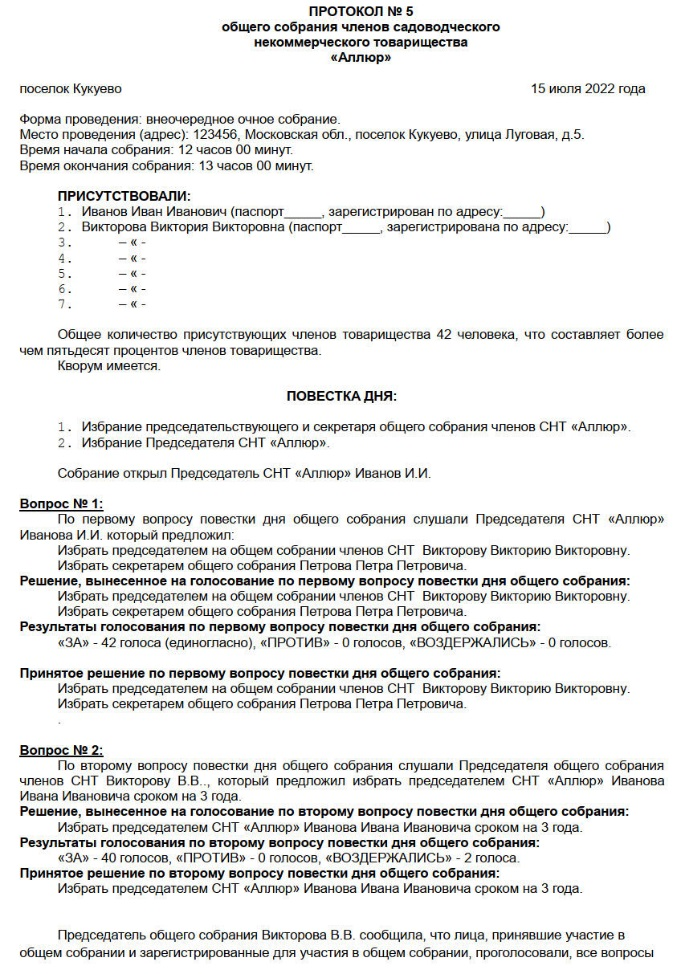 ПРОТОКОЛ № 5
общего собрания членов садоводческого
некоммерческого товарищества
«Аллюр»
поселок Кукуево 15 июля 2022 года
Форма проведения: внеочередное очное собрание.
Место проведения (адрес): 123456, Московская обл., поселок Кукуево, улица Луговая, д.5.
Время начала собрания: 12 часов 00 минут.
Время окончания собрания: 13 часов 00 минут.
ПРИСУТСТВОВАЛИ:
1. Иванов Иван Иванович (паспорт_____, зарегистрирован по адресу:_____)
2. Викторова Виктория Викторовна (паспорт_____, зарегистрирована по адресу:_____)
3. – « -
4. – « -
5. – « -
6. – « -
7. – « -
Общее количество присутствующих членов товарищества 42 человека, что составляет более
чем пятьдесят процентов членов товарищества.
Кворум имеется.
ПОВЕСТКА ДНЯ:
1. Избрание председательствующего и секретаря общего собрания членов СНТ «Аллюр».
2. Избрание Председателя СНТ «Аллюр».
Собрание открыл Председатель СНТ «Аллюр» Иванов И.И.
Вопрос № 1:
По первому вопросу повестки дня общего собрания слушали Председателя СНТ «Аллюр»
Иванова И.И. который предложил:
Избрать председателем на общем собрании членов СНТ Викторову Викторию Викторовну.
Избрать секретарем общего собрания Петрова Петра Петровича.
Решение, вынесенное на голосование по первому вопросу повестки дня общего собрания:
Избрать председателем на общем собрании членов СНТ Викторову Викторию Викторовну.
Избрать секретарем общего собрания Петрова Петра Петровича.
Результаты голосования по первому вопросу повестки дня общего собрания:
«ЗА» - 42 голоса (единогласно), «ПРОТИВ» - 0 голосов, «ВОЗДЕРЖАЛИСЬ» - 0 голосов.
Принятое решение по первому вопросу повестки дня общего собрания:
Избрать председателем на общем собрании членов СНТ Викторову Викторию Викторовну.
Избрать секретарем общего собрания Петрова Петра Петровича.
.
Вопрос № 2:
По второму вопросу повестки дня общего собрания слушали Председателя общего собрания
членов СНТ Викторову В.В.., который предложил избрать председателем СНТ «Аллюр» Иванова
Ивана Ивановича сроком на 3 года.
Решение, вынесенное на голосование по второму вопросу повестки дня общего собрания:
Избрать председателем СНТ «Аллюр» Иванова Ивана Ивановича сроком на 3 года.
Результаты голосования по второму вопросу повестки дня общего собрания:
«ЗА» - 40 голосов, «ПРОТИВ» - 0 голосов, «ВОЗДЕРЖАЛИСЬ» - 2 голоса.
Принятое решение по второму вопросу повестки дня общего собрания:
Избрать председателем СНТ «Аллюр» Иванова Ивана Ивановича сроком на 3 года.
Председатель общего собрания Викторова В.В. сообщила, что лица, принявшие участие в
общем собрании и зарегистрированные для участия в общем собрании, проголосовали, все вопросы